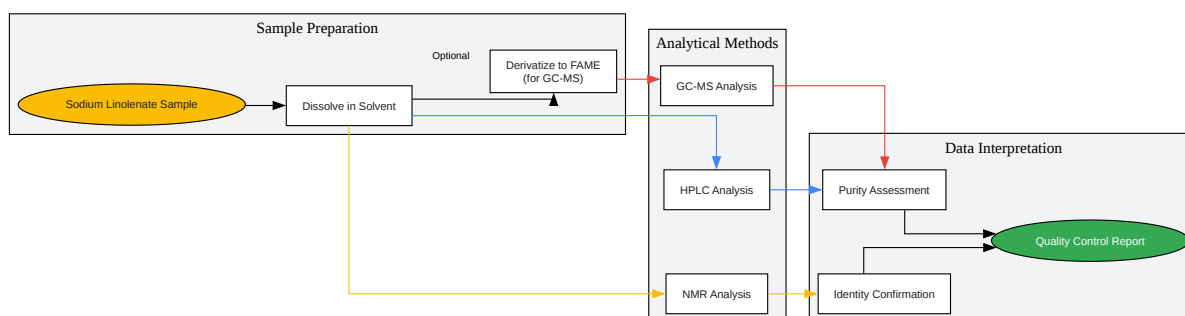 Sample Preparation
Optional
Derivatize to FAME
(for GC-MS)
Sodium Linolenate Sample
Dissolve in Solvent
Analytical Methods
GC-MS Analysis
HPLC Analysis
NMR Analysis
Data Interpretation
Purity Assessment
Quality Control Report
Identity Confirmation